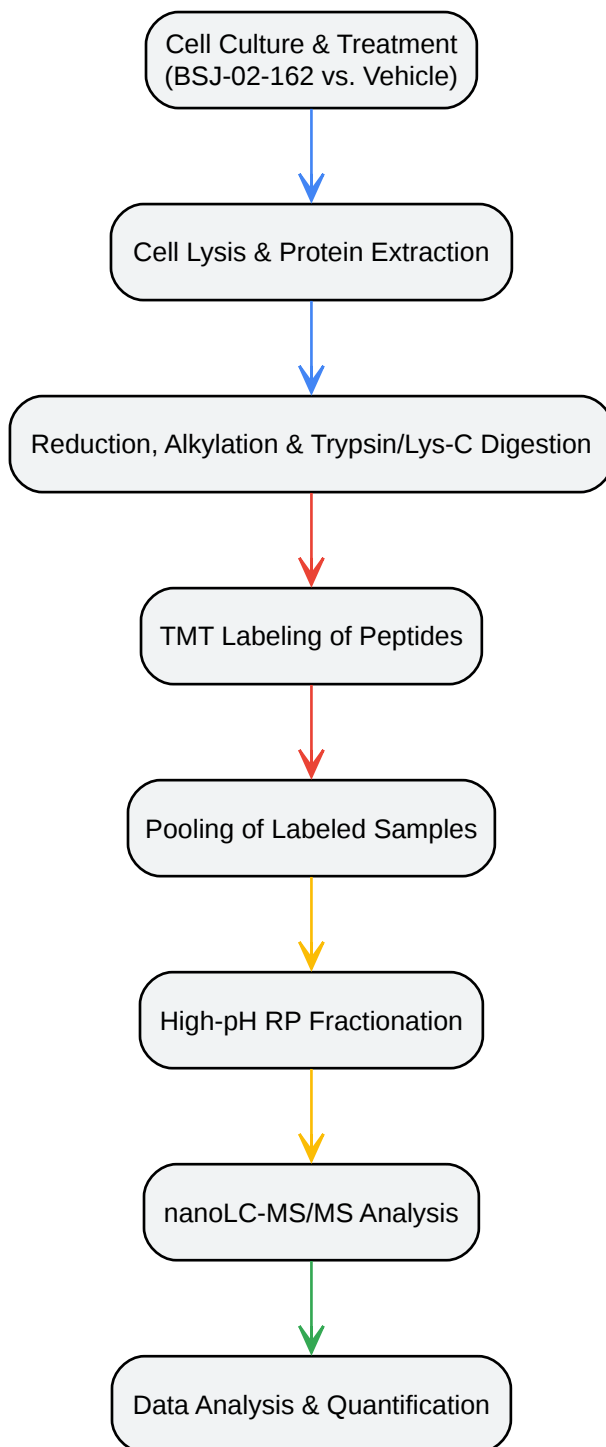 Cell Culture & Treatment
(BSJ-02-162 vs. Vehicle)
Cell Lysis & Protein Extraction
Reduction, Alkylation & Trypsin/Lys-C Digestion
TMT Labeling of Peptides
Pooling of Labeled Samples
High-pH RP Fractionation
nanoLC-MS/MS Analysis
Data Analysis & Quantification